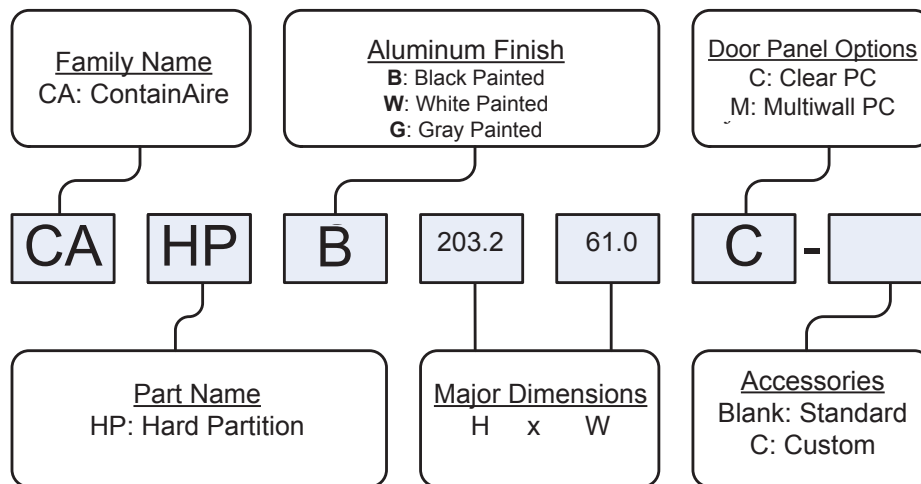 Family Name
CA: ContainAire
Aluminum Finish
B: Black Painted
W: White Painted
G: Gray Painted
Door Panel Options
C: Clear PC
M: Multiwall PC
CA HP B 203.2 61.0 C -
Part Name
HP: Hard Partition
Major Dimensions
H x W
Accessories
Blank: Standard
C: Custom